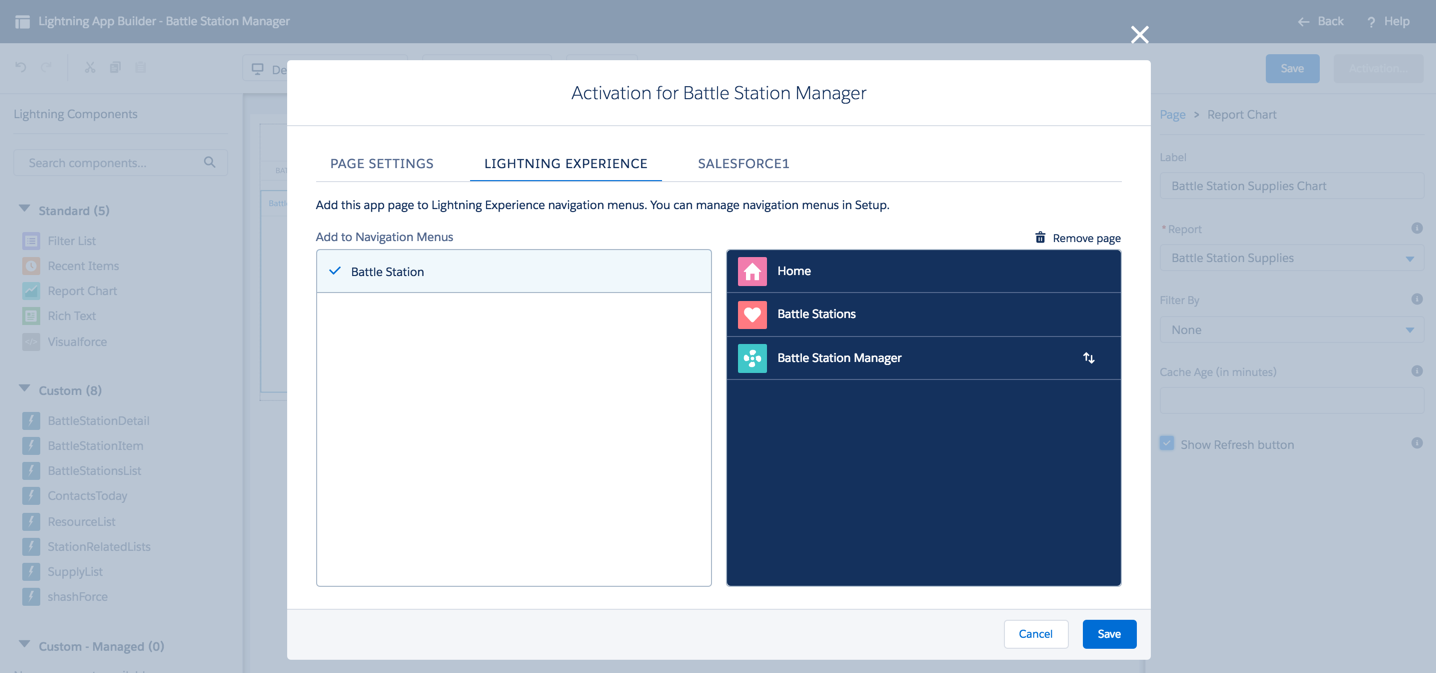 Lightning App Builder - Battle Station Manager
Back
? Help
De
Save
Activation...
Lightning Components
Search components...
Standard (5)
Filter List
Recent Items
Report Chart
Rich Text
Visualforce
Custom (8)
BattleStationDetail
BattleStationItem
BattleStationsList
ContactsToday
ResourceList
StationRelatedLists
SupplyList
shashForce
Custom - Managed (0)
Activation for Battle Station Manager
PAGE SETTINGS
LIGHTNING EXPERIENCE
SALESFORCE1
Add this app page to Lightning Experience navigation menus. You can manage navigation menus in Setup.
Add to Navigation Menus
Remove page
Battle Station
Home
Battle Stations
Battle Station Manager
Cancel
Save
Page > Report Chart
Label
Battle Station Supplies Chart
*Report
Battle Station Supplies
Filter By
None
Cache Age (in minutes)
Show Refresh button